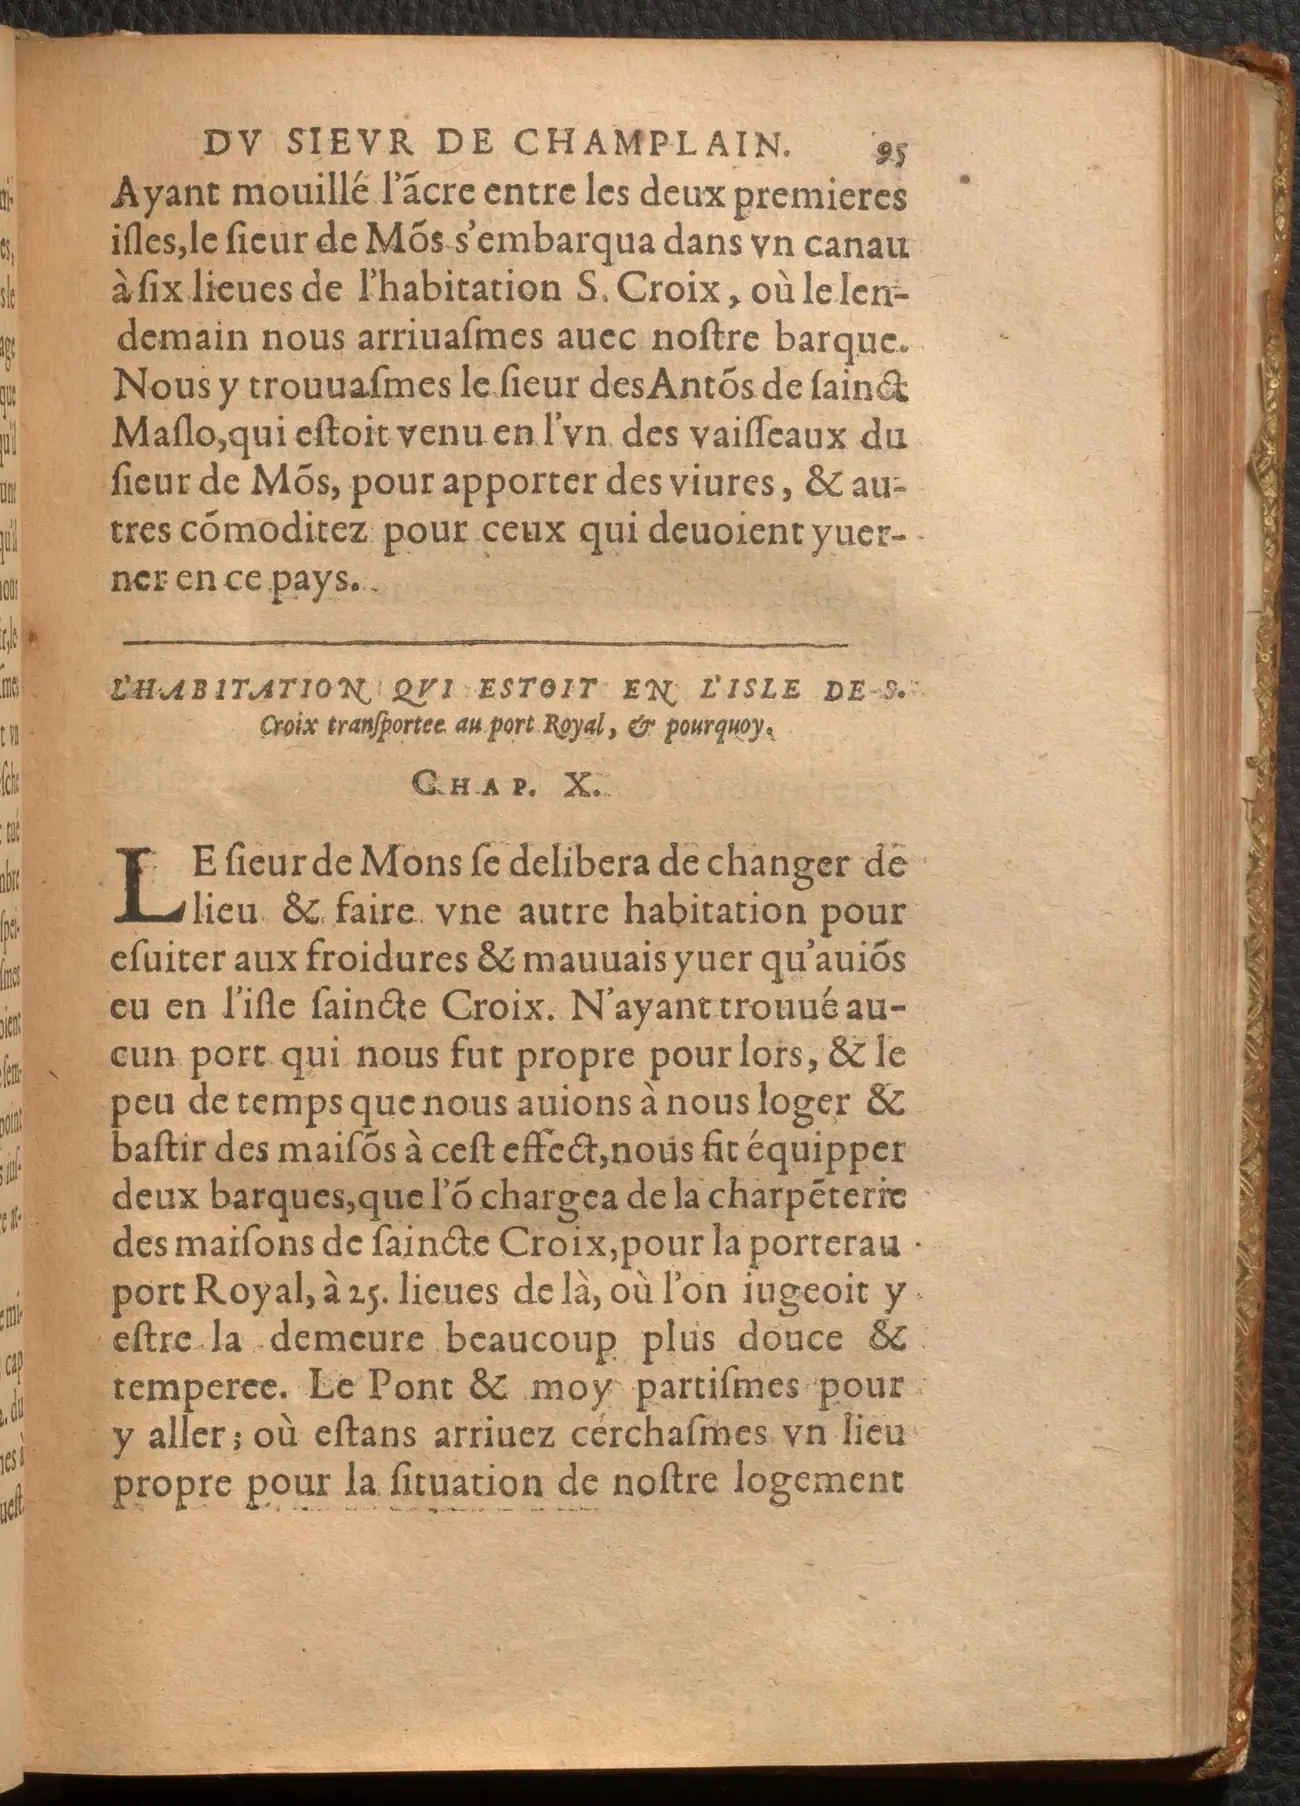 DV SIEVR DE CHAMPLAIN. 95
Ayant mouillé l'ãcre entre les deux premieres
iſles, le ſieur de Mõs s'embarqua dans vn canau
à ſix lieues de l'habitation S. Croix, où le len-
demain nous arriuaſmes auec noſtre barque.
Nous y trouuaſmes le ſieur des Antõs de ſainct
Maſlo, qui eſtoit venu en l'vn des vaiſſeaux du
ſieur de Mõs, pour apporter des viures, & au-
tres cõmoditez pour ceux qui deuoient yuer-
ner en ce pays.
L'HABITATION QVI ESTOIT EN L'ISLE DE S.
Croix tranſportee au port Royal, & pourquoy.
CHAP. X.
LE ſieur de Mons ſe delibera de changer de
lieu & faire vne autre habitation pour
eſuiter aux froidures & mauuais yuer qu'auiõs
eu en l'iſle ſaincte Croix. N'ayant trouué au-
cun port qui nous fut propre pour lors, & le
peu de temps que nous auions à nous loger &
baſtir des maiſõs à ceſt effect, nous fit équipper
deux barques, que l'õ chargea de la charpẽterie
des maiſons de ſaincte Croix, pour la porter au
port Royal, à 25. lieues de là, où l'on iugeoit y
eſtre la demeure beaucoup plus douce &
temperee. Le Pont & moy partiſmes pour
y aller; où eſtans arriuez cerchaſmes vn lieu
propre pour la ſituation de noſtre logement